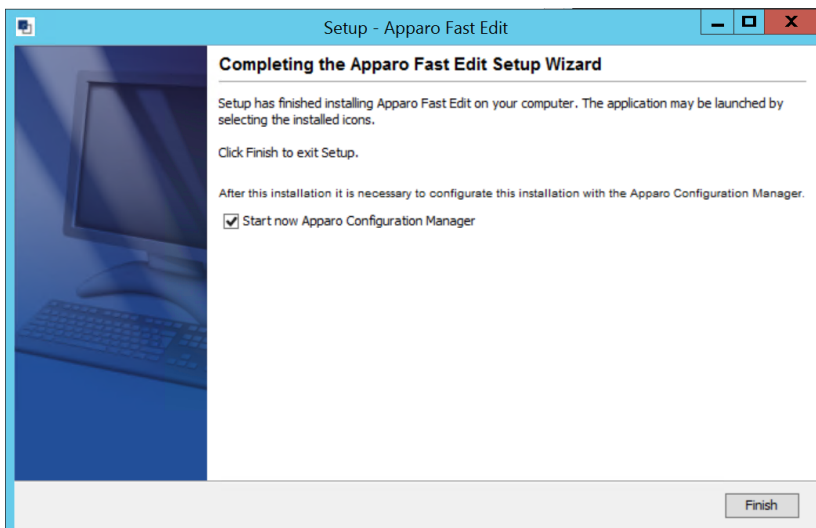 Setup - Apparo Fast Edit
Completing the Apparo Fast Edit Setup Wizard
Setup has finished installing Apparo Fast Edit on your computer. The application may be launched by
selecting the installed icons.
Click Finish to exit Setup.
After this installation it is necessary to configurate this installation with the Apparo Configuration Manager.
Start now Apparo Configuration Manager
Finish